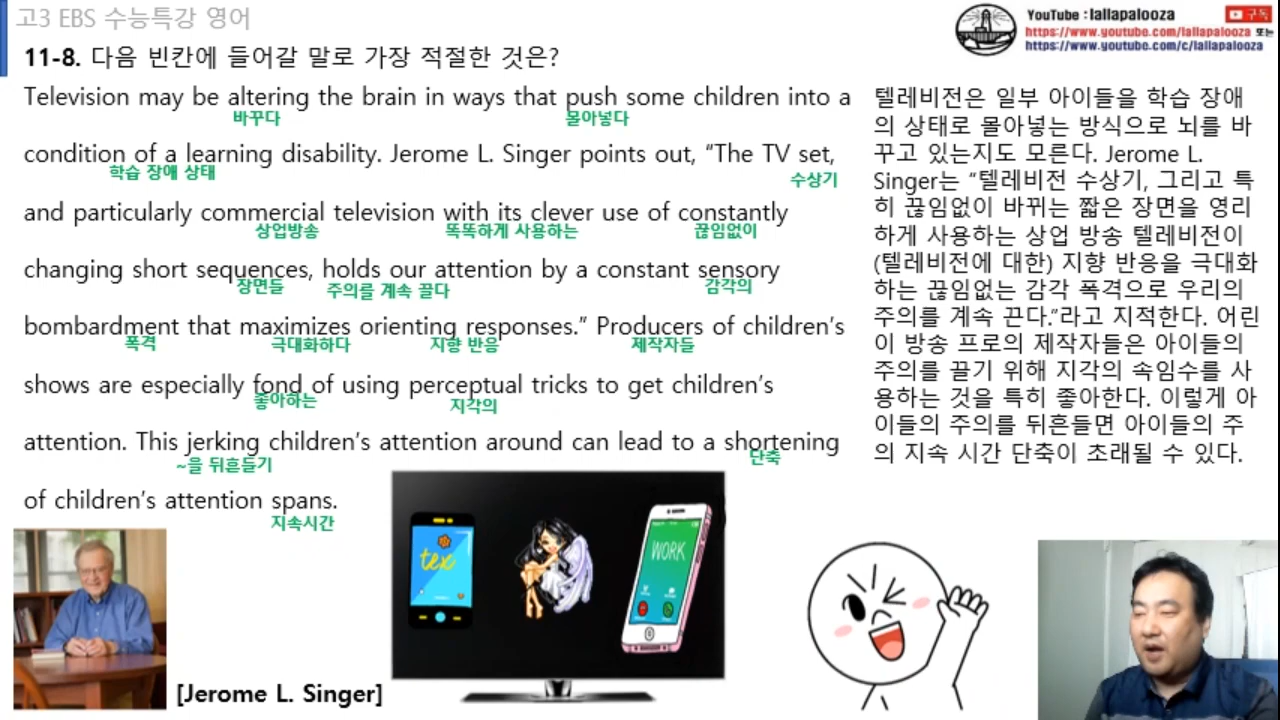 고3 EBS 수능특강 영어
YouTube : lallapalooza
구독
https://www.youtube.com/lallapalooza 또는
https://www.youtube.com/c/lallapalooza
11-8. 다음 빈칸에 들어갈 말로 가장 적절한 것은?
Television may be altering the brain in ways that push some children into a
바꾸다 몰아넣다
condition of a learning disability. Jerome L. Singer points out, “The TV set,
학습 장애 상태 수상기
and particularly commercial television with its clever use of constantly
상업방송 똑똑하게 사용하는 끊임없이
changing short sequences, holds our attention by a constant sensory
장면들 주의를 계속 끌다 감각의
bombardment that maximizes orienting responses.” Producers of children’s
폭격 극대화하다 지향 반응 제작자들
shows are especially fond of using perceptual tricks to get children’s
좋아하는 지각의
attention. This jerking children’s attention around can lead to a shortening
~을 뒤흔들기 단축
of children’s attention spans.
지속시간
텔레비전은 일부 아이들을 학습 장애
의 상태로 몰아넣는 방식으로 뇌를 바
꾸고 있는지도 모른다. Jerome L.
Singer는 “텔레비전 수상기, 그리고 특
히 끊임없이 바뀌는 짧은 장면을 영리
하게 사용하는 상업 방송 텔레비전이
(텔레비전에 대한) 지향 반응을 극대화
하는 끊임없는 감각 폭격으로 우리의
주의를 계속 끈다.”라고 지적한다. 어린
이 방송 프로의 제작자들은 아이들의
주의를 끌기 위해 지각의 속임수를 사
용하는 것을 특히 좋아한다. 이렇게 아
이들의 주의를 뒤흔들면 아이들의 주
의 지속 시간 단축이 초래될 수 있다.
tex
WORK
[Jerome L. Singer]